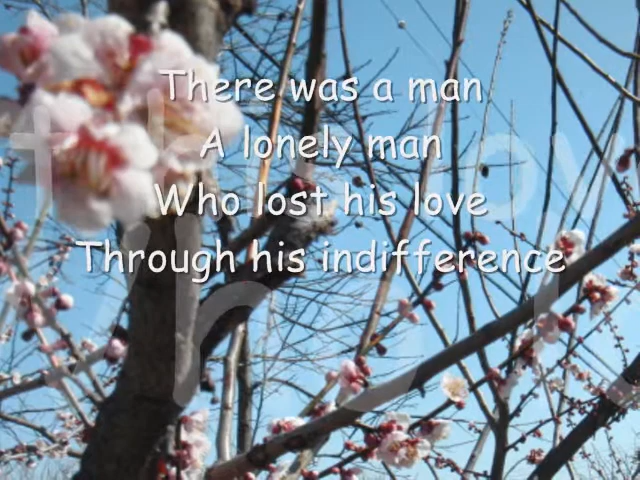 There was a man
A lonely man
Who lost his love
Through his indifference